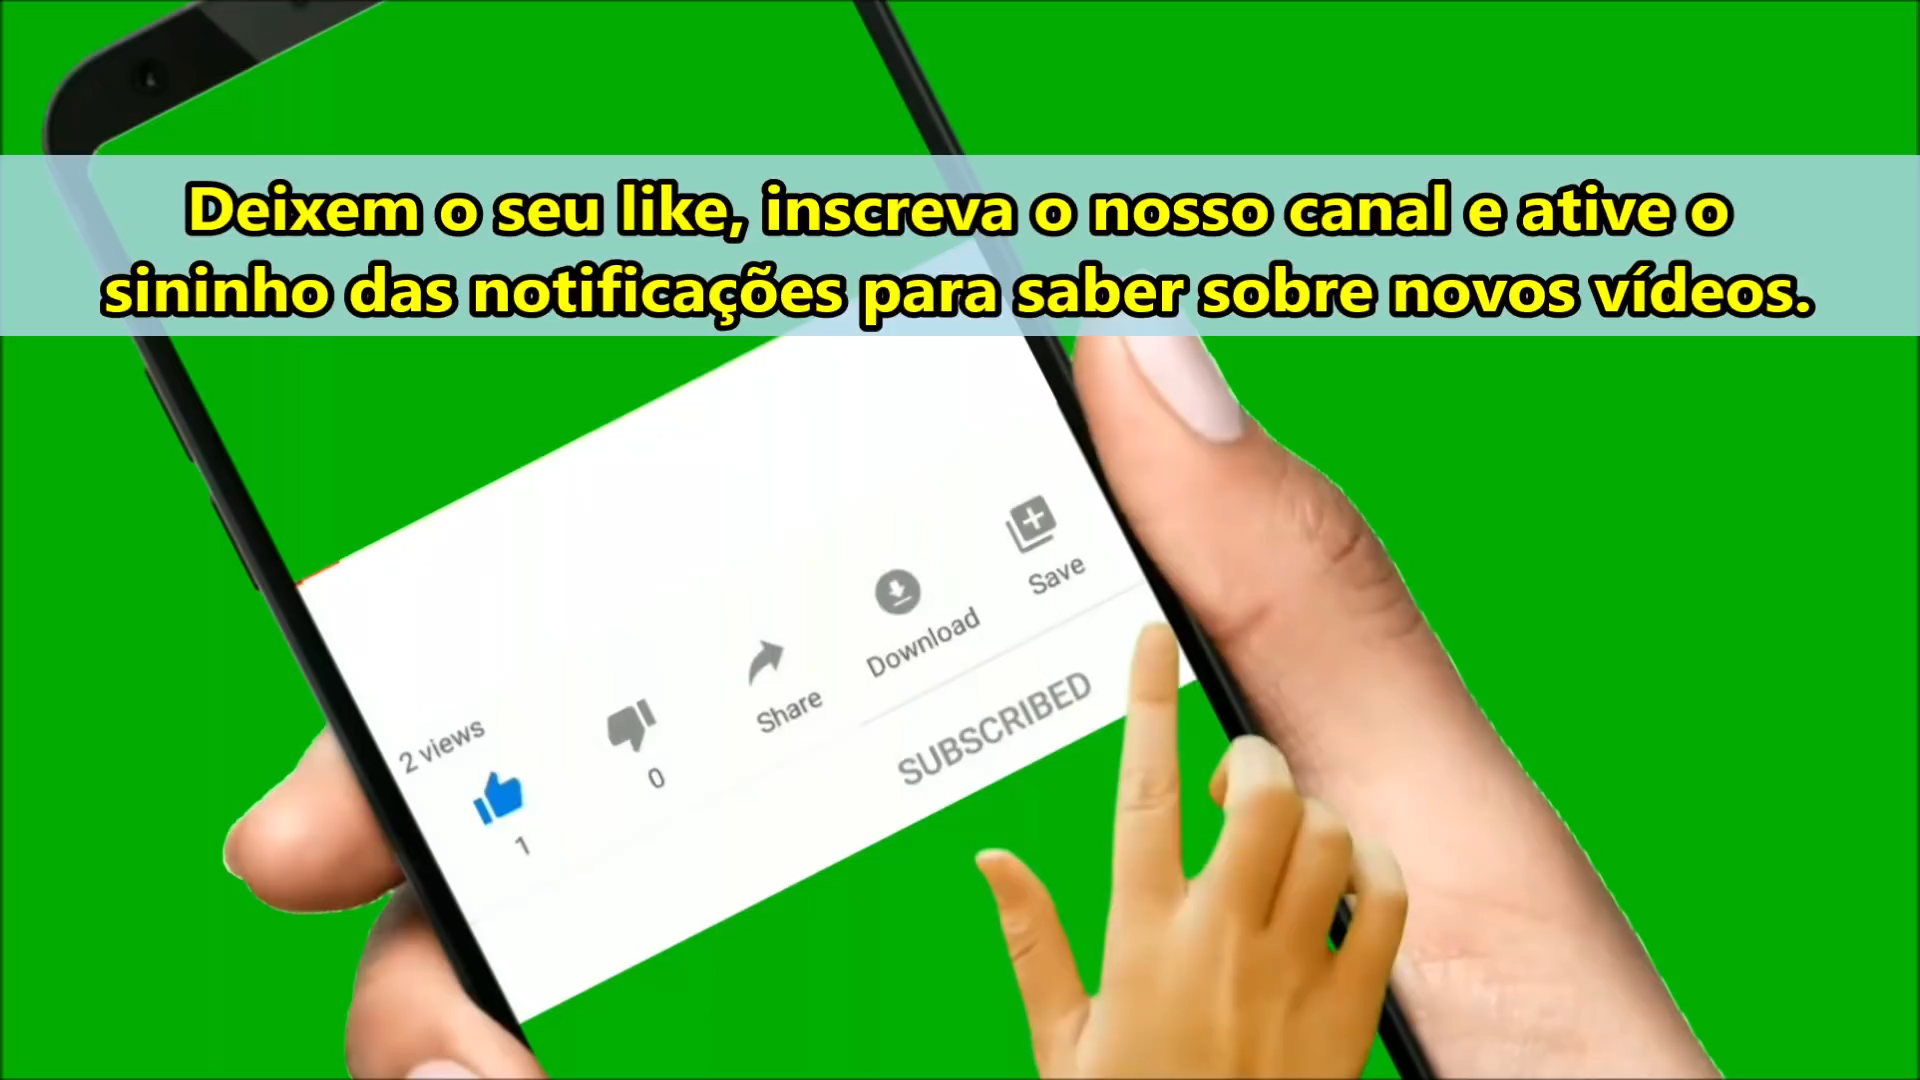 Deixem o seu like, inscreva o nosso canal e ative o
sininho das notificações para saber sobre novos vídeos.
Save
Download
Share
2 views
0
1
SUBSCRIBED